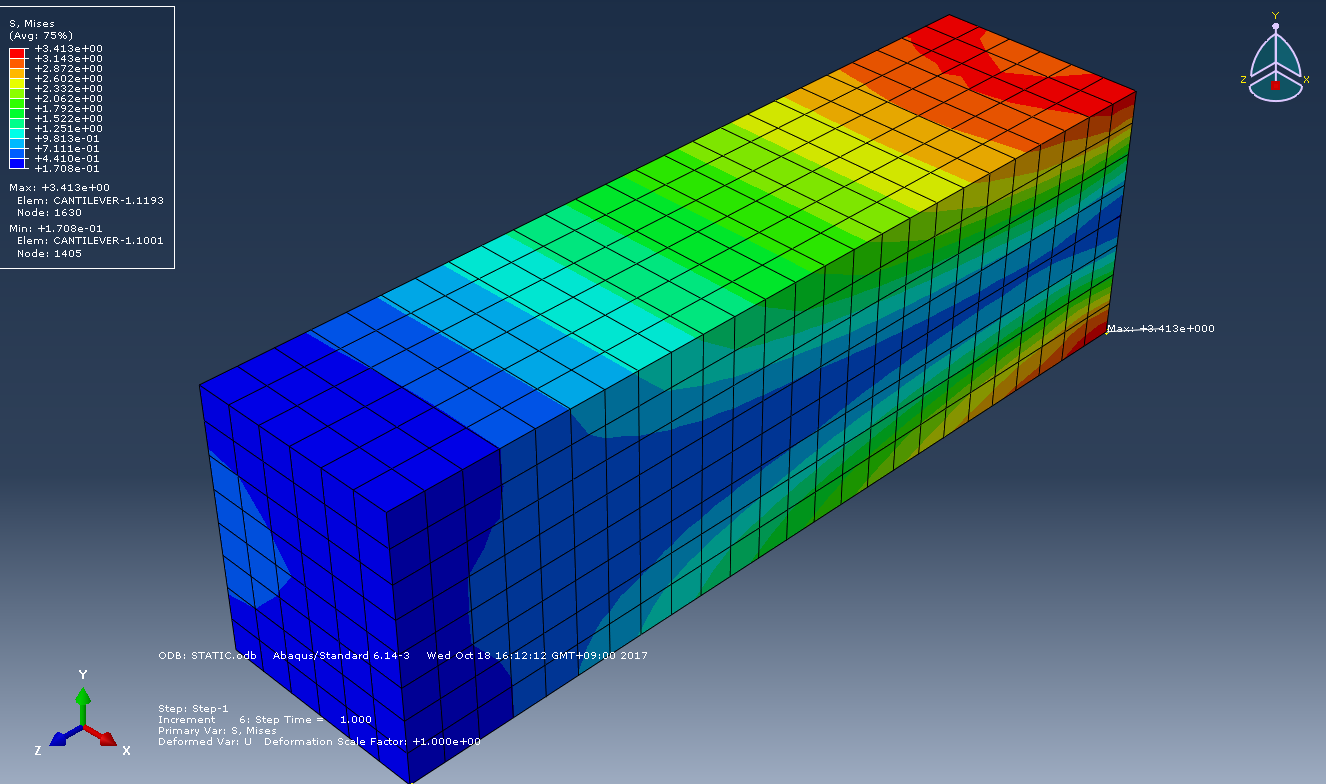 S, Mises
(Avg: 75%)
+3.413e+00
+3.143e+00
+2.872e+00
+2.602e+00
+2.332e+00
+2.062e+00
+1.792e+00
+1.522e+00
+1.251e+00
+9.813e-01
+7.111e-01
+4.410e-01
+1.708e-01
Max: +3.413e+00
Elem: CANTILEVER-1.1193
Node: 1630
Min: +1.708e-01
Elem: CANTILEVER-1.1001
Node: 1405
Y
Z X
Max: +3.413e+000
ODB: STATIC.odb Abaqus/Standard 6.14-3 Wed Oct 18 16:12:12 GMT+09:00 2017
Y
Z X
Step: Step-1
Increment 6: Step Time = 1.000
Primary Var: S, Mises
Deformed Var: U Deformation Scale Factor: +1.000e+00